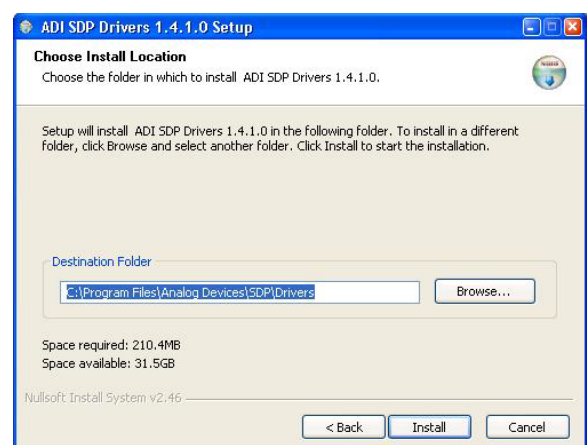 ADI SDP Drivers 1.4.1.0 Setup
Choose Install Location
Choose the folder in which to install ADI SDP Drivers 1.4.1.0.
Setup will install ADI SDP Drivers 1.4.1.0 in the following folder. To install in a different
folder, click Browse and select another folder. Click Install to start the installation.
Destination Folder
C:\Program Files\Analog Devices\SDP\Drivers
Browse...
Space required: 210.4MB
Space available: 31.5GB
Nullsoft Install System v2.46
< Back
Install
Cancel